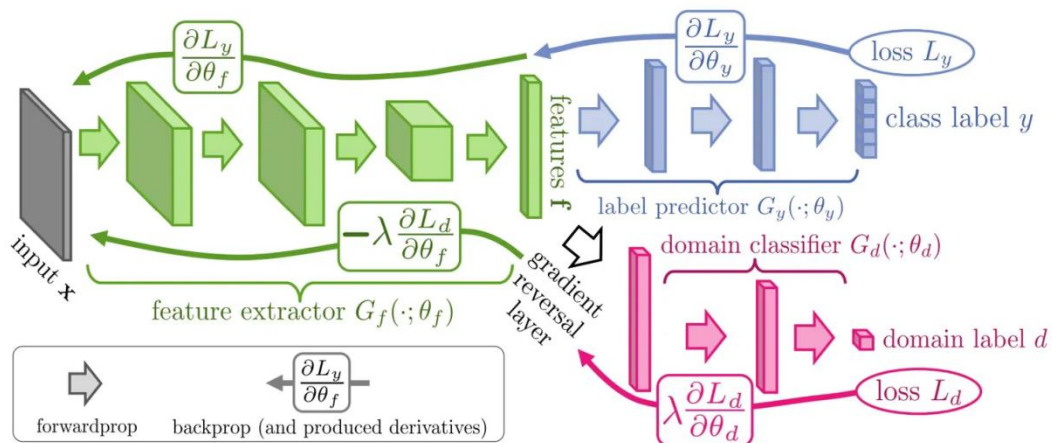 ∂L_y/∂θ_f
∂L_y/∂θ_y
loss L_y
input x
features f
class label y
label predictor G_y(·; θ_y)
−λ ∂L_d/∂θ_f
feature extractor G_f(·; θ_f)
gradient
reversal
layer
domain classifier G_d(·; θ_d)
domain label d
λ ∂L_d/∂θ_d
loss L_d
∂L_y/∂θ_f
forwardprop
backprop (and produced derivatives)